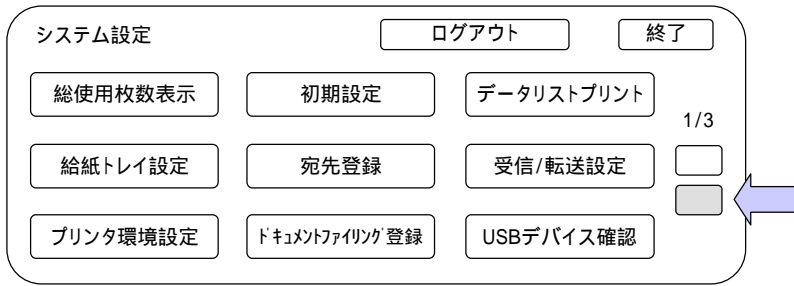 システム設定
ログアウト
終了
総使用枚数表示
初期設定
データリストプリント
1/3
給紙トレイ設定
宛先登録
受信/転送設定
プリンタ環境設定
ﾄﾞｷｭﾒﾝﾄﾌｧｲﾘﾝｸﾞ登録
USBデバイス確認